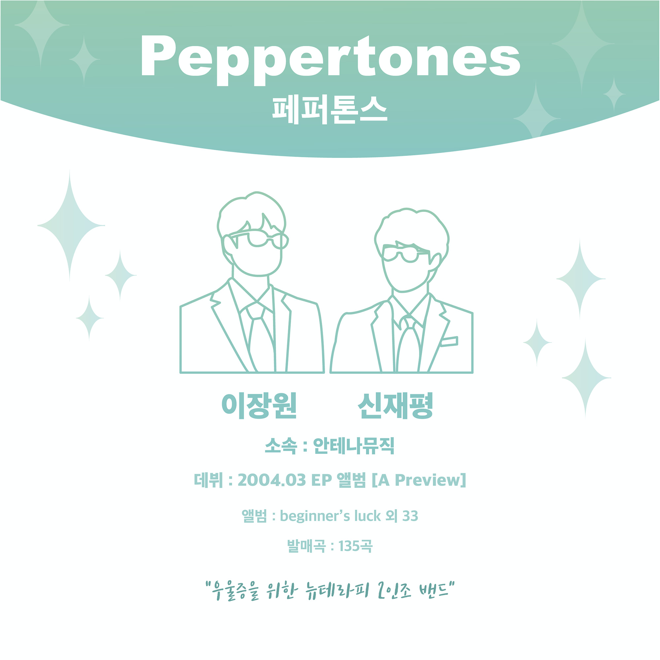 Peppertones
페퍼톤스
이장원 신재평
소속 : 안테나뮤직
데뷔 : 2004.03 EP 앨범 [A Preview]
앨범 : beginner's luck 외 33
발매곡 : 135곡
"우울증을 위한 뉴테라피 2인조 밴드"